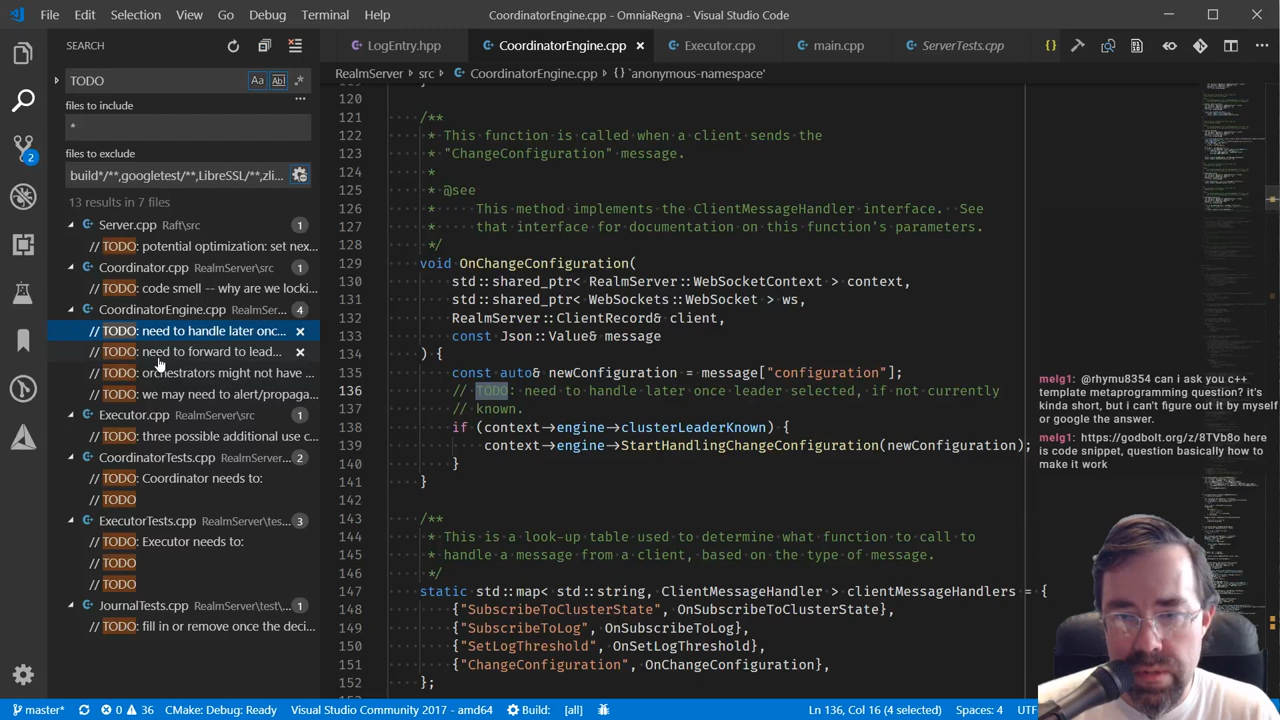 File Edit Selection View Go Debug Terminal Help CoordinatorEngine.cpp - OmniaRegna - Visual Studio Code
SEARCH
LogEntry.hpp CoordinatorEngine.cpp Executor.cpp main.cpp ServerTests.cpp
RealmServer > src > CoordinatorEngine.cpp > {} `anonymous-namespace'
TODO
Aa Abl .*
files to include
*
files to exclude
build*/**,googletest/**,LibreSSL/**,zli...
13 results in 7 files
Server.cpp Raft\src 1
// TODO: potential optimization: set nex...
Coordinator.cpp RealmServer\src 1
// TODO: code smell -- why are we locki...
CoordinatorEngine.cpp RealmSer... 4
// TODO: need to handle later onc...
// TODO: need to forward to lead...
// TODO: orchestrators might not have ...
// TODO: we may need to alert/propaga...
Executor.cpp RealmServer\src 1
// TODO: three possible additional use c...
CoordinatorTests.cpp RealmServer... 2
// TODO: Coordinator needs to:
// TODO
ExecutorTests.cpp RealmServer\tes... 3
// TODO: Executor needs to:
// TODO
// TODO
JournalTests.cpp RealmServer\test/... 1
// TODO: fill in or remove once the deci...
120
121 /**
122 * This function is called when a client sends the
123 * "ChangeConfiguration" message.
124 *
125 * @see
126 * This method implements the ClientMessageHandler interface. See
127 * that interface for documentation on this function's parameters.
128 */
129 void OnChangeConfiguration(
130 std::shared_ptr< RealmServer::WebSocketContext > context,
131 std::shared_ptr< WebSockets::WebSocket > ws,
132 RealmServer::ClientRecord& client,
133 const Json::Value& message
134 ) {
135 const auto& newConfiguration = message["configuration"];
136 // TODO: need to handle later once leader selected, if not currently
137 // known.
138 if (context->engine->clusterLeaderKnown) {
139 context->engine->StartHandlingChangeConfiguration(newConfiguration);
140 }
141 }
142
143 /**
144 * This is a look-up table used to determine what function to call to
145 * handle a message from a client, based on the type of message.
146 */
147 static std::map< std::string, ClientMessageHandler > clientMessageHandlers = {
148 {"SubscribeToClusterState", OnSubscribeToClusterState},
149 {"SubscribeToLog", OnSubscribeToLog},
150 {"SetLogThreshold", OnSetLogThreshold},
151 {"ChangeConfiguration", OnChangeConfiguration},
152 };
melg1: @rhymu8354 can i ask you c++
template metaprogramming question? it's
kinda short, but i can't figure out it by myself
or google the answer.
melg1: https://godbolt.org/z/8TVb8o here
is code snippet, question basically how to
make it work
2
master* 0 36 CMake: Debug: Ready Visual Studio Community 2017 - amd64 Build: [all] Ln 136, Col 16 (4 selected) Spaces: 4 UTF